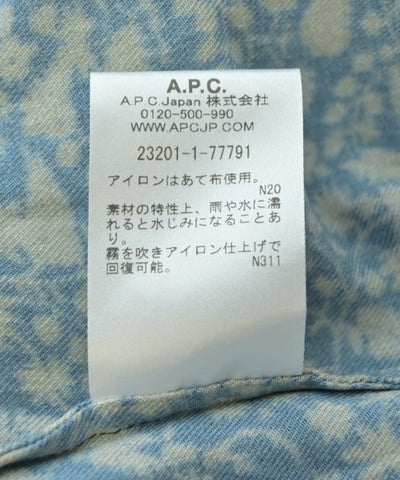 A.P.C.
A.P.C.Japan 株式会社
0120-500-990
WWW.APCJP.COM
23201-1-77791
アイロンはあて布使用。
N20
素材の特性上、雨や水に濡
れると水じみになることあ
り。
霧を吹きアイロン仕上げで
回復可能。
N311